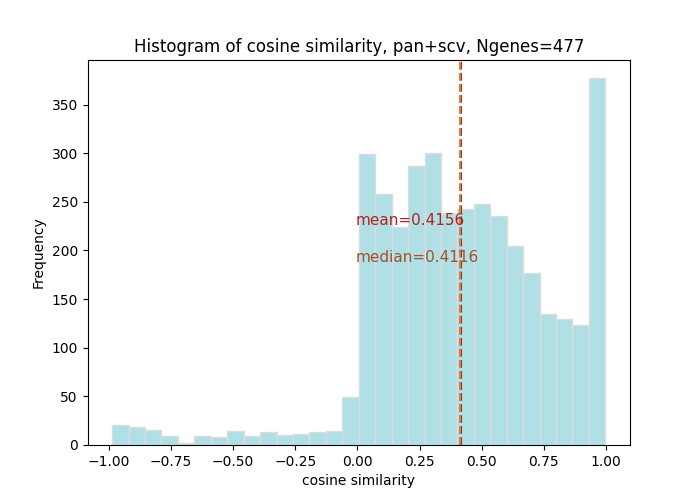 Histogram of cosine similarity, pan+scv, Ngenes=477
Frequency
350
300
250
200
150
100
50
0
mean=0.4156
median=0.4116
−1.00 −0.75 −0.50 −0.25 0.00 0.25 0.50 0.75 1.00
cosine similarity